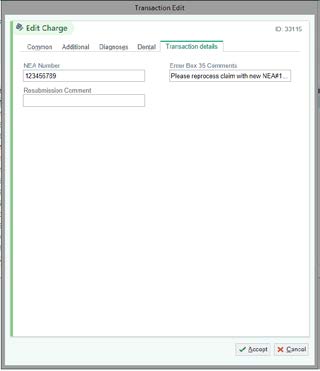 Transaction Edit
Edit Charge
ID: 33115
Common Additional Diagnoses Dental Transaction details
NEA Number Enter Box 35 Comments
123456789 Please reprocess claim with new NEA#1...
Resubmission Comment
Accept Cancel